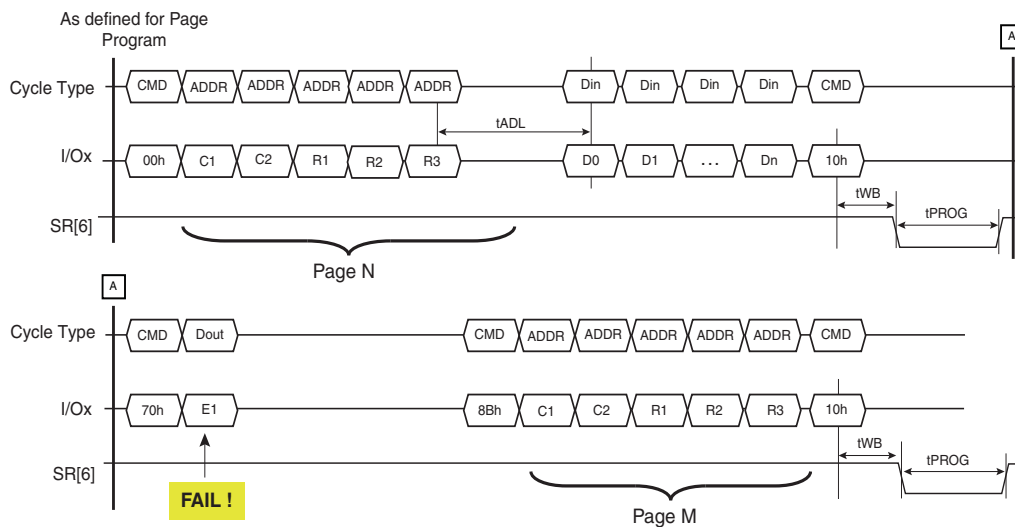 As defined for Page
Program
A
Cycle Type
CMD ADDR ADDR ADDR ADDR ADDR Din Din Din Din CMD
tADL
I/Ox
00h C1 C2 R1 R2 R3 D0 D1 ... Dn 10h
tWB
tPROG
SR[6]
Page N
A
Cycle Type
CMD Dout CMD ADDR ADDR ADDR ADDR ADDR CMD
I/Ox
70h E1 8Bh C1 C2 R1 R2 R3 10h
tWB
tPROG
SR[6]
FAIL !
Page M